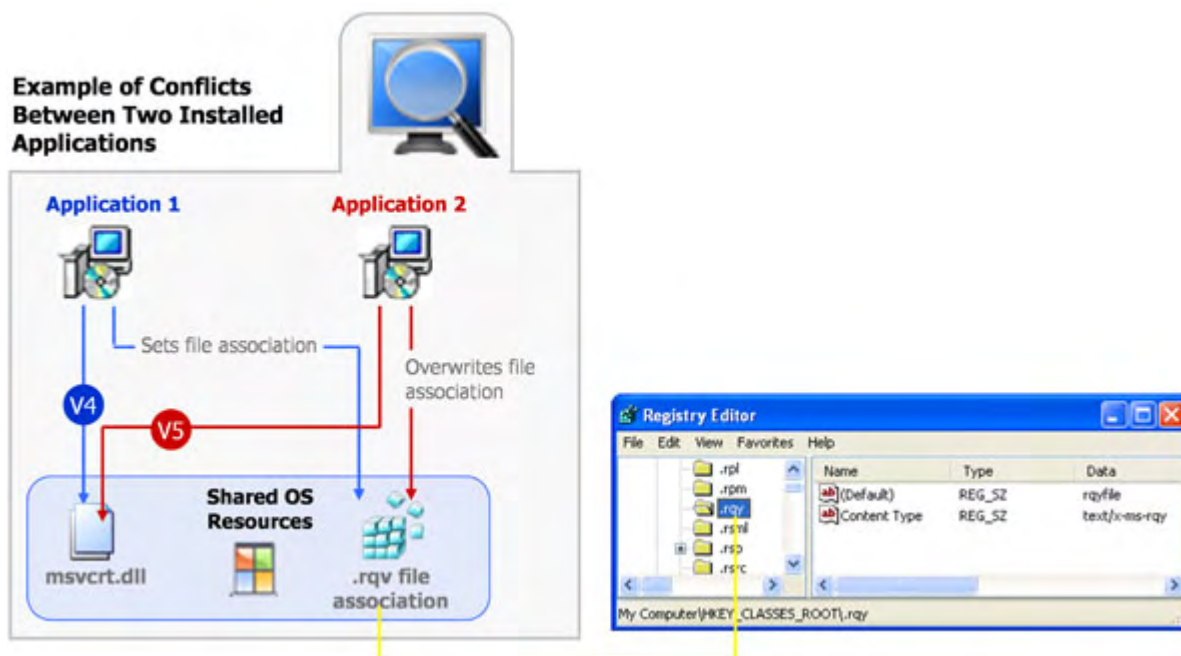 Example of Conflicts
Between Two Installed
Applications
Application 1
Application 2
Sets file association
Overwrites file
association
V4
V5
Shared OS
Resources
msvcrt.dll
.rqv file
association
Registry Editor
File Edit View Favorites Help
.rpl
.rpm
.rqy
.rsml
.rsp
.rsrc
Name Type Data
ab (Default) REG_SZ rqyfile
ab Content Type REG_SZ text/x-ms-rqy
My Computer\HKEY_CLASSES_ROOT\.rqy